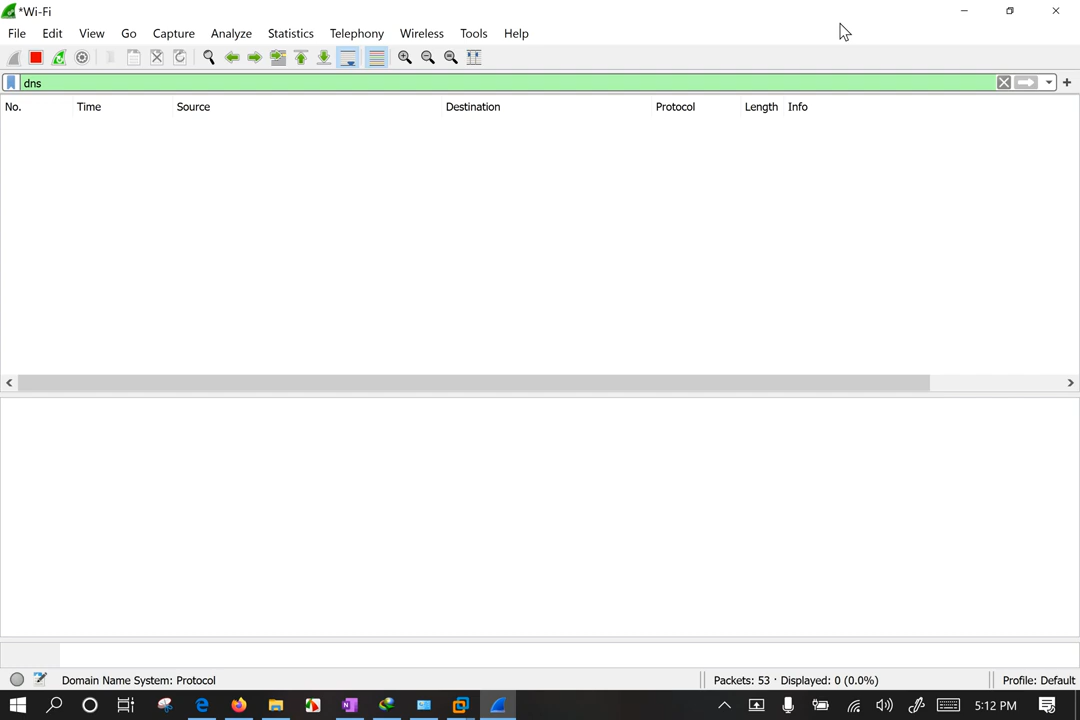 *Wi-Fi
File Edit View Go Capture Analyze Statistics Telephony Wireless Tools Help
dns
No. Time Source Destination Protocol Length Info
Domain Name System: Protocol Packets: 53 · Displayed: 0 (0.0%) Profile: Default
5:12 PM